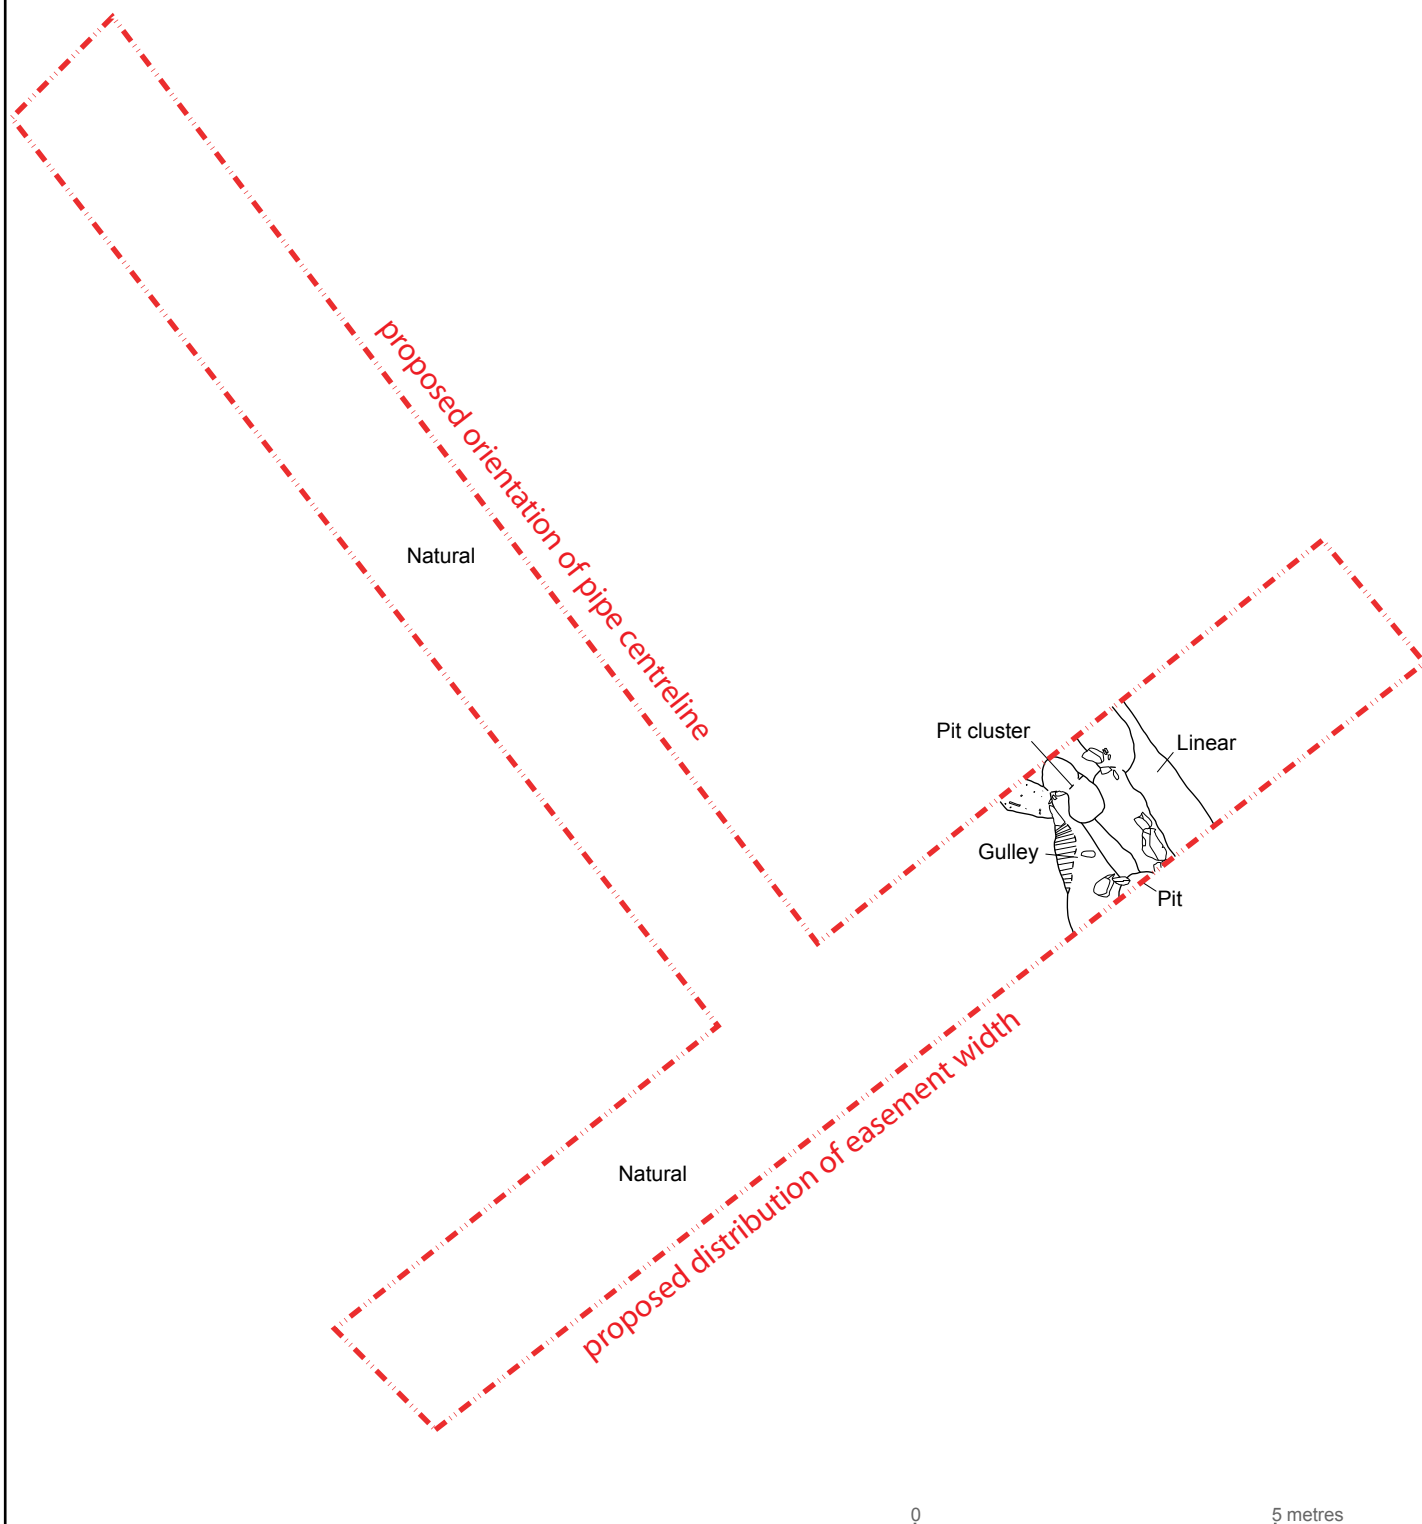 proposed orientation of pipe centreline
Natural
Pit cluster
Linear
Gulley
Pit
proposed distribution of easement width
Natural
0
5 metres